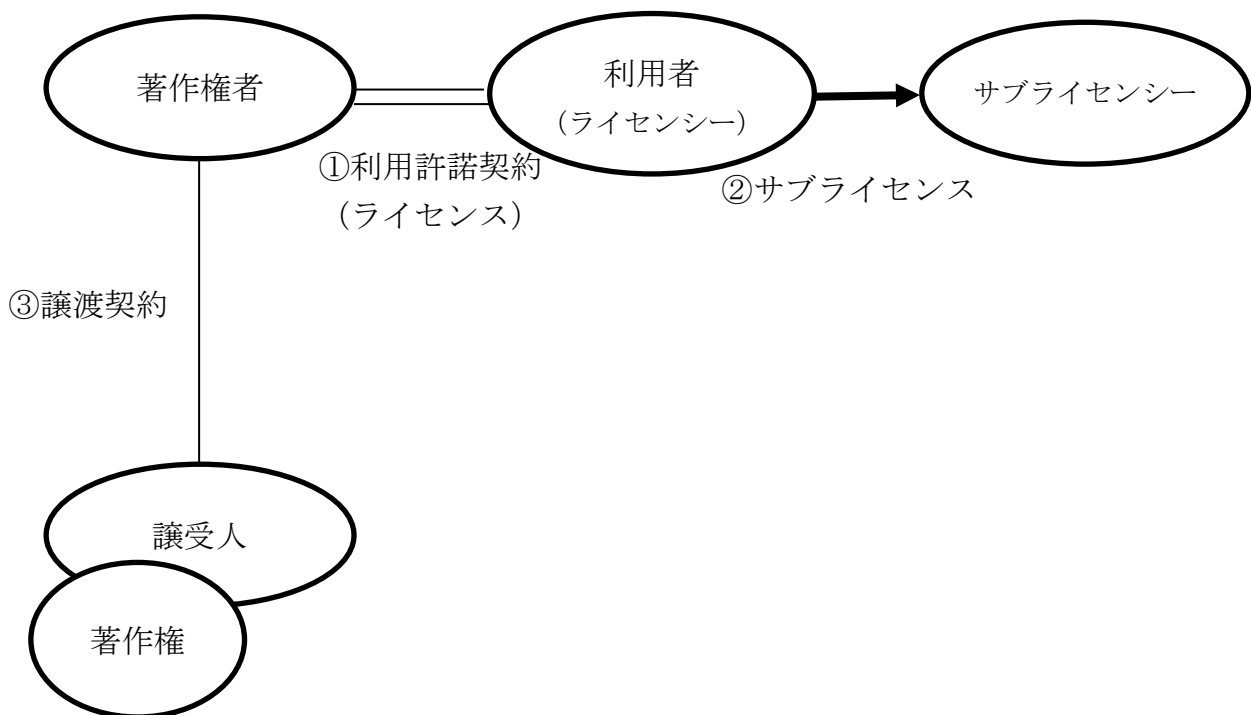 著作権者
利用者
（ライセンシー）
サブライセンシー
①利用許諾契約
（ライセンス）
②サブライセンス
③譲渡契約
譲受人
著作権